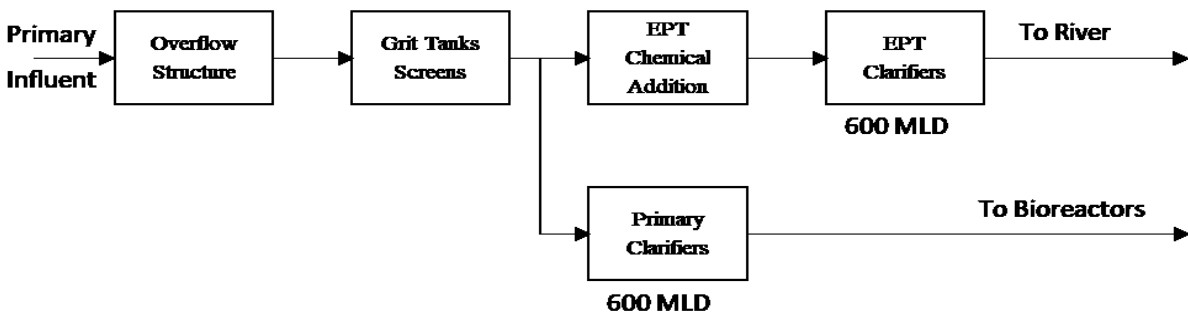 Primary
Influent
Overflow
Structure
Grit Tanks
Screens
EPT
Chemical
Addition
EPT
Clarifiers
600 MLD
To River
Primary
Clarifiers
600 MLD
To Bioreactors